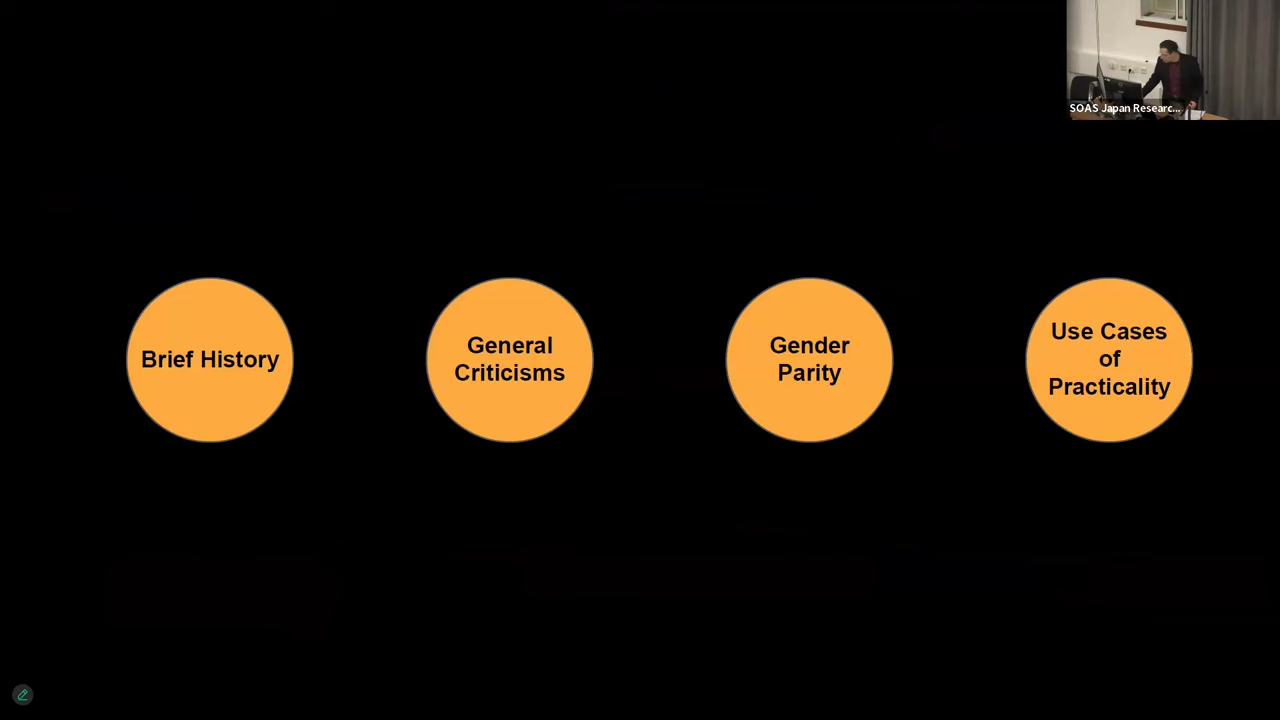 SOAS Japan Researc...
Brief History
General
Criticisms
Gender
Parity
Use Cases
of
Practicality